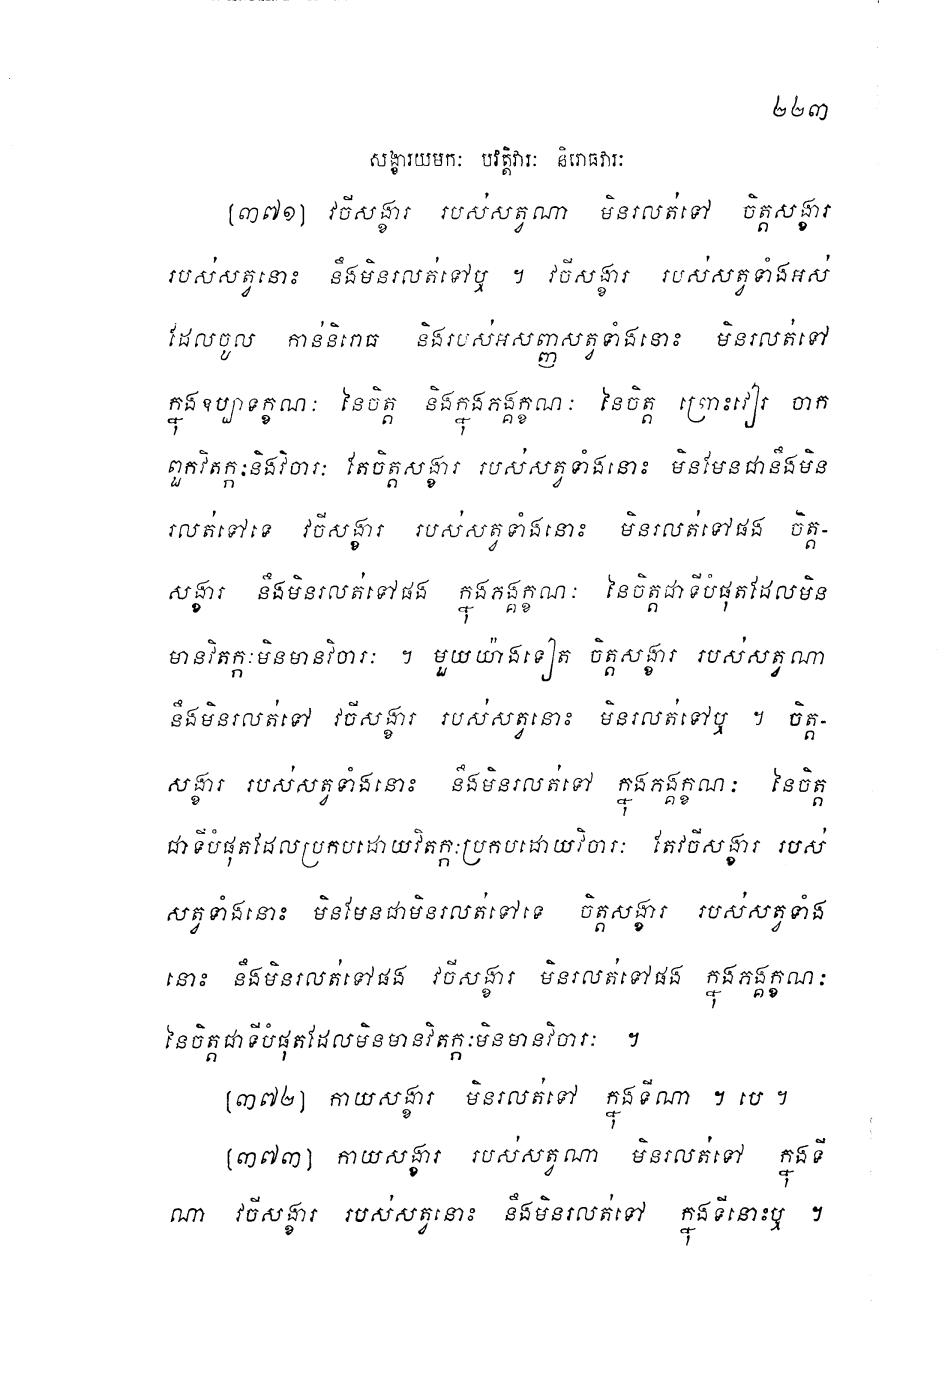 ២២៣
សង្ខារយមកៈ បវត្តិវារៈ និរោធវារៈ
(៣៧១) វចីសង្ខារ របស់សត្វណា មិនរលត់ទៅ ចិត្តសង្ខារ
របស់សត្វនោះ នឹងមិនរលត់ទៅឬ ។ វចីសង្ខារ របស់សត្វទាំងអស់
ដែលចូល កាន់និរោធ និងរបស់អសញ្ញសត្វទាំងនោះ មិនរលត់ទៅ
ក្នុងឧប្បាទក្ខណៈ នៃចិត្ត និងក្នុងភង្គក្ខណៈ នៃចិត្ត ព្រោះវៀរ ចាក
ពួកវិតក្កៈនិងវិចារៈ តែចិត្តសង្ខារ របស់សត្វទាំងនោះ មិនមែនជានឹងមិន
រលត់ទៅទេ វចីសង្ខារ របស់សត្វទាំងនោះ មិនរលត់ទៅផង ចិត្ត-
សង្ខារ នឹងមិនរលត់ទៅផង ក្នុងភង្គក្ខណៈ នៃចិត្តជាទីបំផុតដែលមិន
មានវិតក្កៈមិនមានវិចារៈ ។ មួយយ៉ាងទៀត ចិត្តសង្ខារ របស់សត្វណា
នឹងមិនរលត់ទៅ វចីសង្ខារ របស់សត្វនោះ មិនរលត់ទៅឬ ។ ចិត្ត-
សង្ខារ របស់សត្វទាំងនោះ នឹងមិនរលត់ទៅ ក្នុងភង្គក្ខណៈ នៃចិត្ត
ជាទីបំផុតដែលប្រកបដោយវិតក្កៈប្រកបដោយវិចារៈ តែវចីសង្ខារ របស់
សត្វទាំងនោះ មិនមែនជាមិនរលត់ទៅទេ ចិត្តសង្ខារ របស់សត្វទាំង
នោះ នឹងមិនរលត់ទៅផង វចីសង្ខារ មិនរលត់ទៅផង ក្នុងភង្គក្ខណៈ
នៃចិត្តជាទីបំផុតដែលមិនមានវិតក្កៈមិនមានវិចារៈ ។
(៣៧២) កាយសង្ខារ មិនរលត់ទៅ ក្នុងទីណា ។ បេ ។
(៣៧៣) កាយសង្ខារ របស់សត្វណា មិនរលត់ទៅ ក្នុងទី
ណា វចីសង្ខារ របស់សត្វនោះ នឹងមិនរលត់ទៅ ក្នុងទីនោះឬ ។